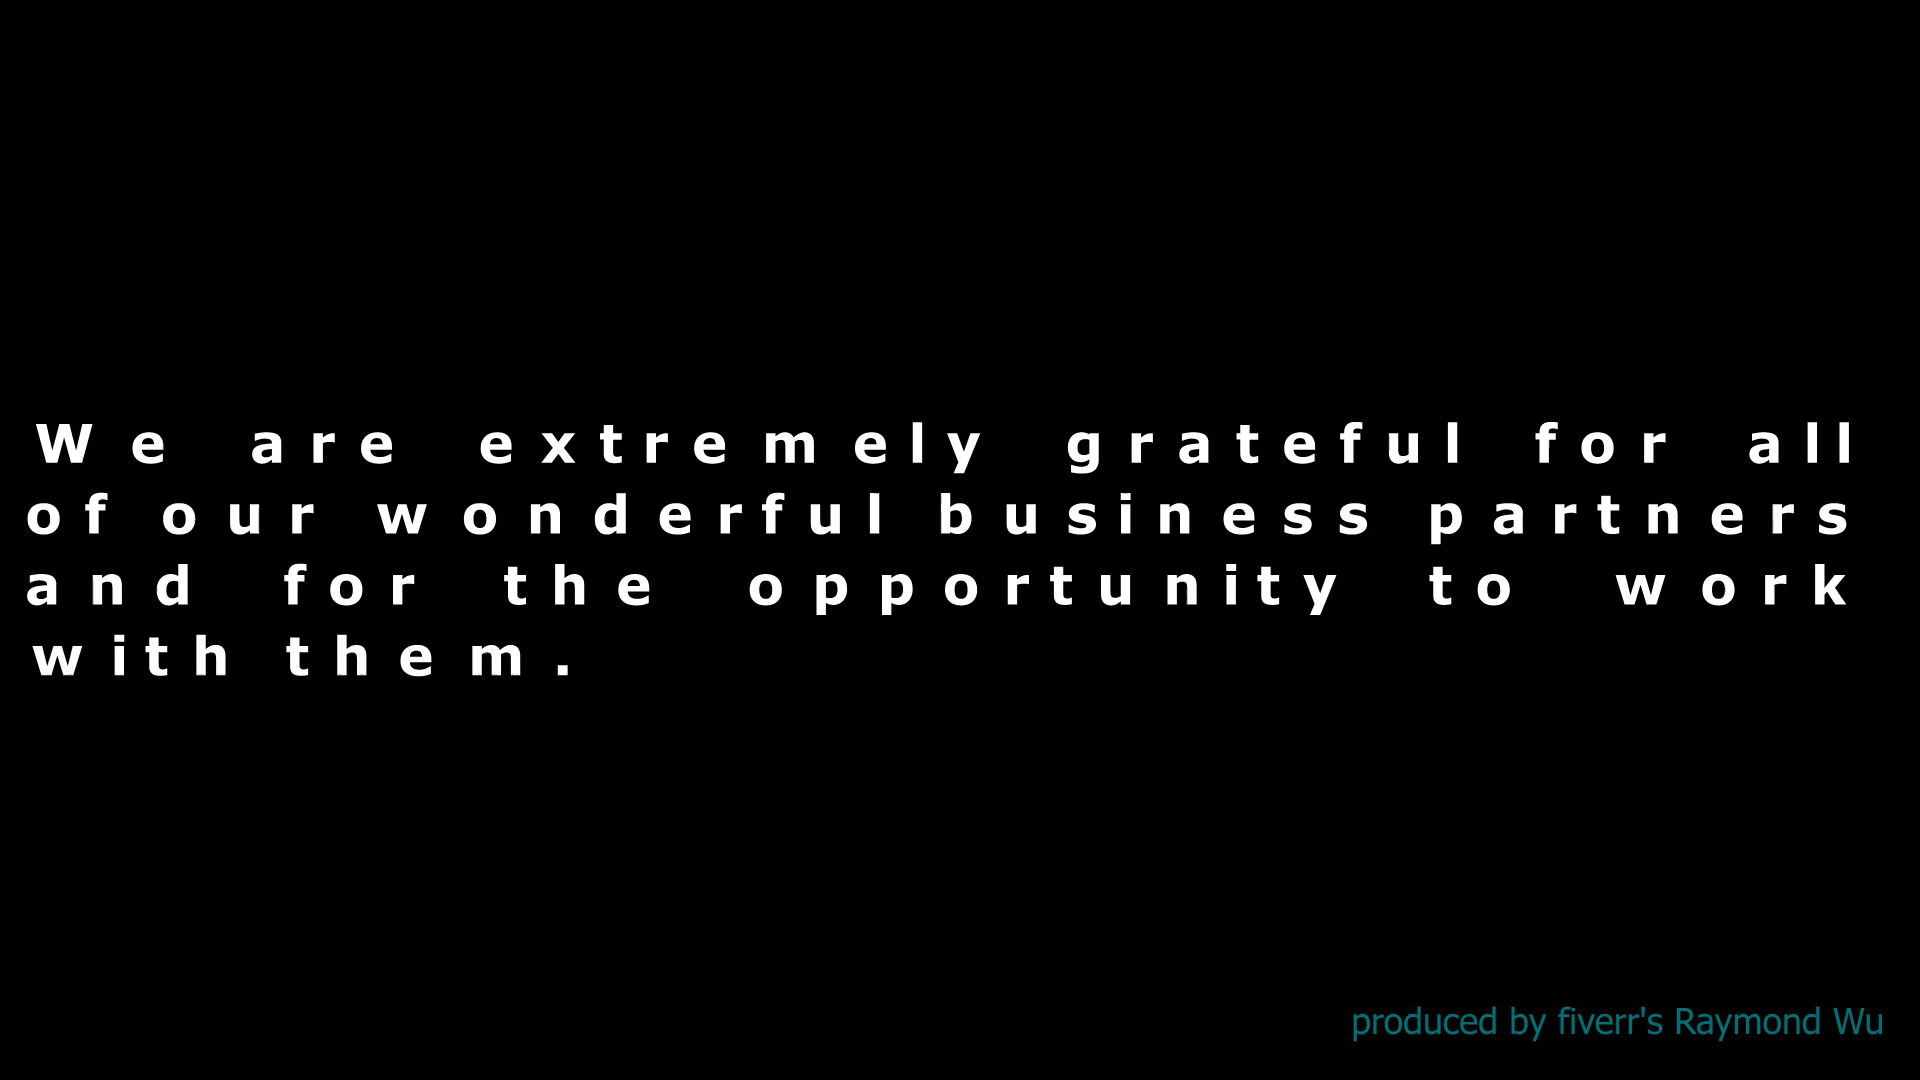 We are extremely grateful for all
of our wonderful business partners
and for the opportunity to work
with them.
produced by fiverr's Raymond Wu